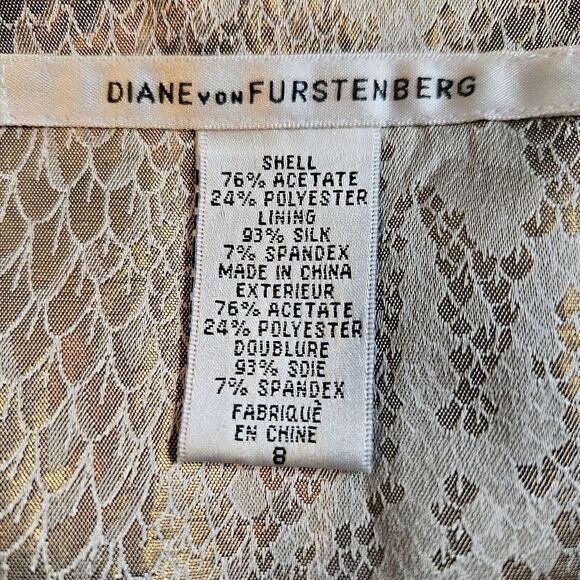 DIANE VON FURSTENBERG
SHELL
76% ACETATE
24% POLYESTER
LINING
93% SILK
7% SPANDEX
MADE IN CHINA
EXTERIEUR
76% ACETATE
24% POLYESTER
DOUBLURE
93% SOIE
7% SPANDEX
FABRIQUÈ
EN CHINE
8